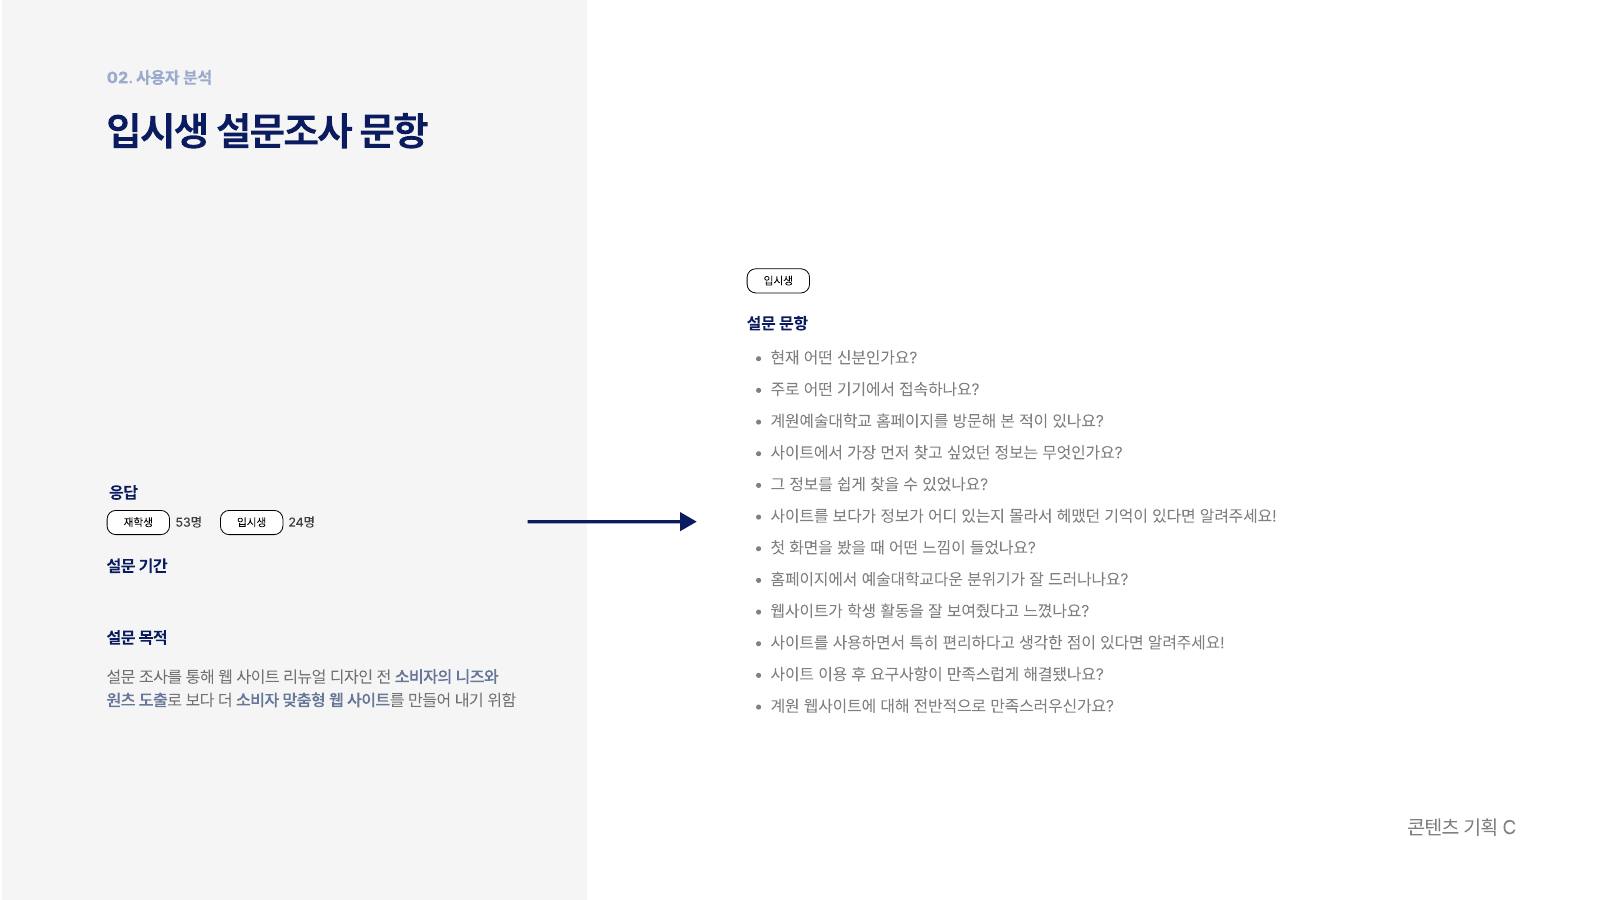 02. 사용자 분석
입시생 설문조사 문항
응답
재학생 53명 입시생 24명
설문 기간
설문 목적
설문 조사를 통해 웹 사이트 리뉴얼 디자인 전 소비자의 니즈와
원츠 도출로 보다 더 소비자 맞춤형 웹 사이트를 만들어 내기 위함
입시생
설문 문항
• 현재 어떤 신분인가요?
• 주로 어떤 기기에서 접속하나요?
• 계원예술대학교 홈페이지를 방문해 본 적이 있나요?
• 사이트에서 가장 먼저 찾고 싶었던 정보는 무엇인가요?
• 그 정보를 쉽게 찾을 수 있었나요?
• 사이트를 보다가 정보가 어디 있는지 몰라서 헤맸던 기억이 있다면 알려주세요!
• 첫 화면을 봤을 때 어떤 느낌이 들었나요?
• 홈페이지에서 예술대학교다운 분위기가 잘 드러나나요?
• 웹사이트가 학생 활동을 잘 보여줬다고 느꼈나요?
• 사이트를 사용하면서 특히 편리하다고 생각한 점이 있다면 알려주세요!
• 사이트 이용 후 요구사항이 만족스럽게 해결됐나요?
• 계원 웹사이트에 대해 전반적으로 만족스러우신가요?
콘텐츠 기획 C